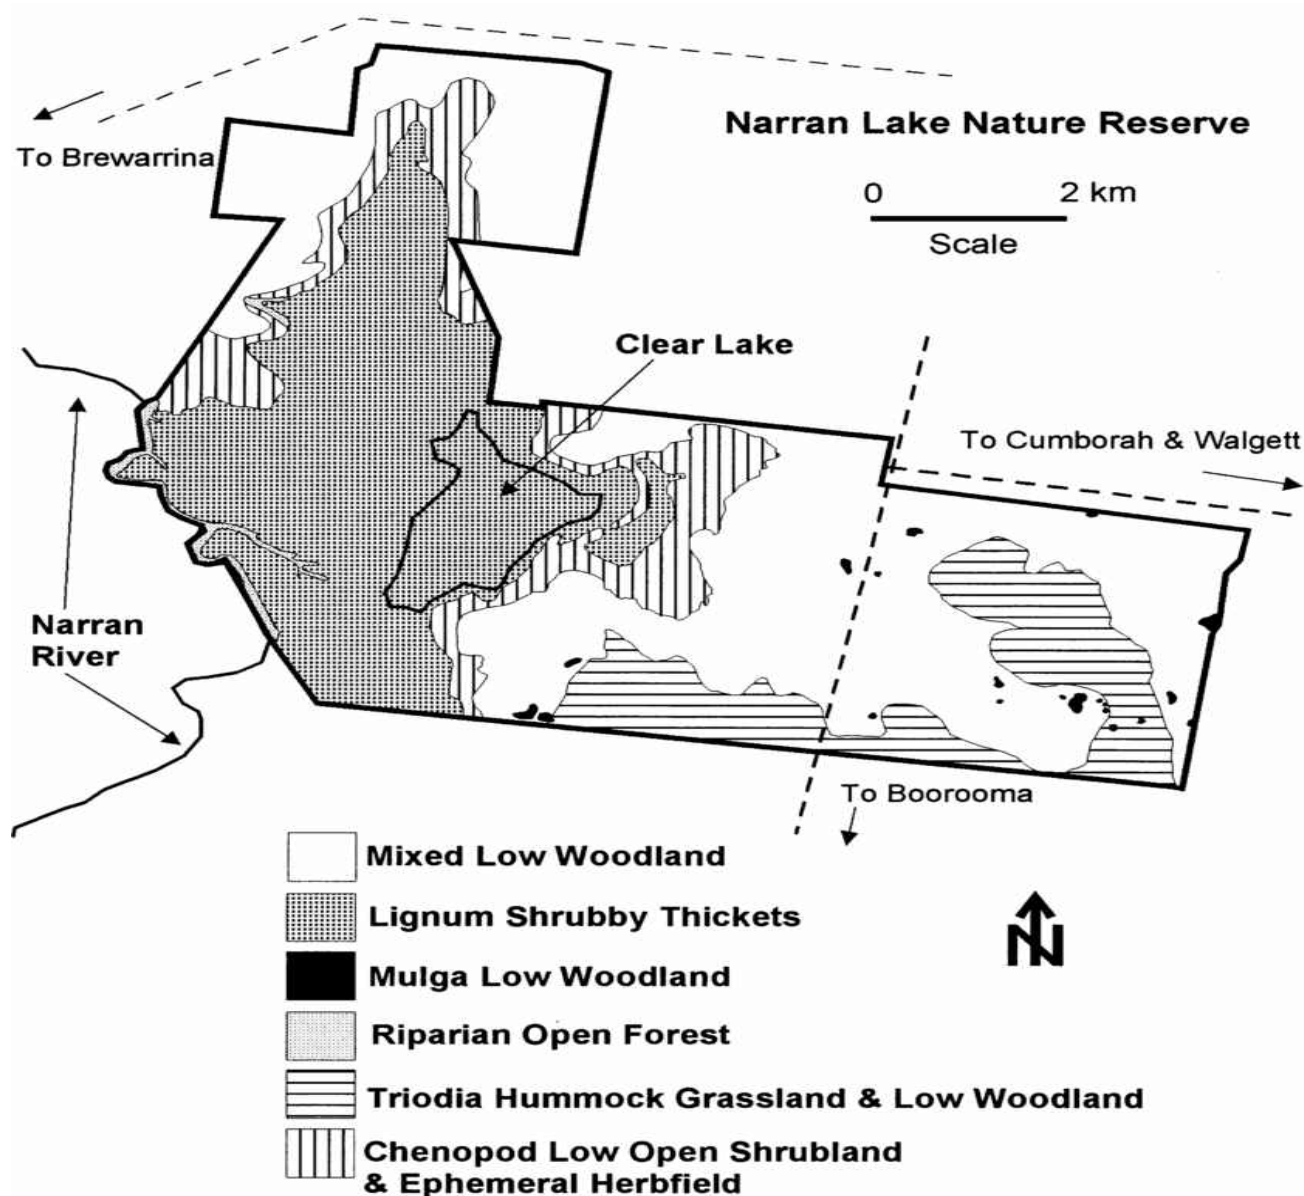 Narran Lake Nature Reserve
To Brewarrina
0 2 km
Scale
Clear Lake
To Cumborah & Walgett
Narran
River
To Boorooma
Mixed Low Woodland
Lignum Shrubby Thickets
N
Mulga Low Woodland
Riparian Open Forest
Triodia Hummock Grassland & Low Woodland
Chenopod Low Open Shrubland
& Ephemeral Herbfield